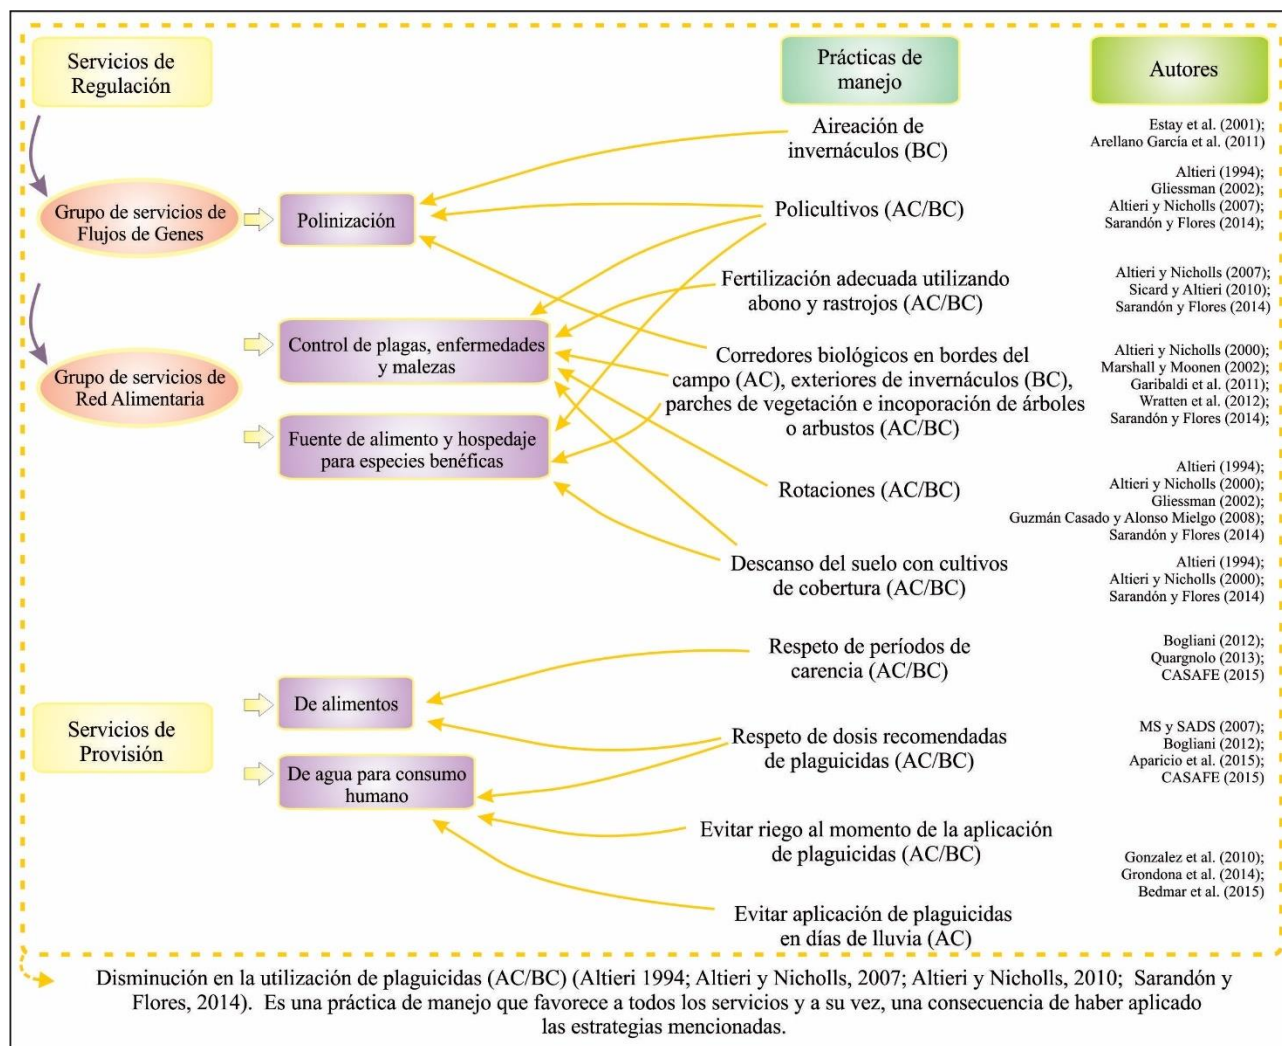 Servicios de
Regulación
Prácticas de
manejo
Autores
Aireación de
invernáculos (BC)
Estay et al. (2001);
Arellano García et al. (2011)
Grupo de servicios de
Flujos de Genes
Polinización
Policultivos (AC/BC)
Altieri (1994);
Gliessman (2002);
Altieri y Nicholls (2007);
Sarandón y Flores (2014);
Fertilización adecuada utilizando
abono y rastrojos (AC/BC)
Altieri y Nicholls (2007);
Sicard y Altieri (2010);
Sarandón y Flores (2014)
Grupo de servicios de
Red Alimentaria
Control de plagas, enfermedades
y malezas
Fuente de alimento y hospedaje
para especies benéficas
Corredores biológicos en bordes del
campo (AC), exteriores de invernáculos (BC),
parches de vegetación e incoporación de árboles
o arbustos (AC/BC)
Altieri y Nicholls (2000);
Marshall y Moonen (2002);
Garibaldi et al. (2011);
Wratten et al. (2012);
Sarandón y Flores (2014);
Rotaciones (AC/BC)
Altieri (1994);
Altieri y Nicholls (2000);
Gliessman (2002);
Guzmán Casado y Alonso Mielgo (2008);
Sarandón y Flores (2014)
Descanso del suelo con cultivos
de cobertura (AC/BC)
Altieri (1994);
Altieri y Nicholls (2000);
Sarandón y Flores (2014)
Servicios de
Provisión
De alimentos
De agua para consumo
humano
Respeto de períodos de
carencia (AC/BC)
Bogliani (2012);
Quargnolo (2013);
CASAFE (2015)
Respeto de dosis recomendadas
de plaguicidas (AC/BC)
MS y SADS (2007);
Bogliani (2012);
Aparicio et al. (2015);
CASAFE (2015)
Evitar riego al momento de la aplicación
de plaguicidas (AC/BC)
Evitar aplicación de plaguicidas
en días de lluvia (AC)
Gonzalez et al. (2010);
Grondona et al. (2014);
Bedmar et al. (2015)
Disminución en la utilización de plaguicidas (AC/BC) (Altieri 1994; Altieri y Nicholls, 2007; Altieri y Nicholls, 2010; Sarandón y
Flores, 2014). Es una práctica de manejo que favorece a todos los servicios y a su vez, una consecuencia de haber aplicado
las estrategias mencionadas.